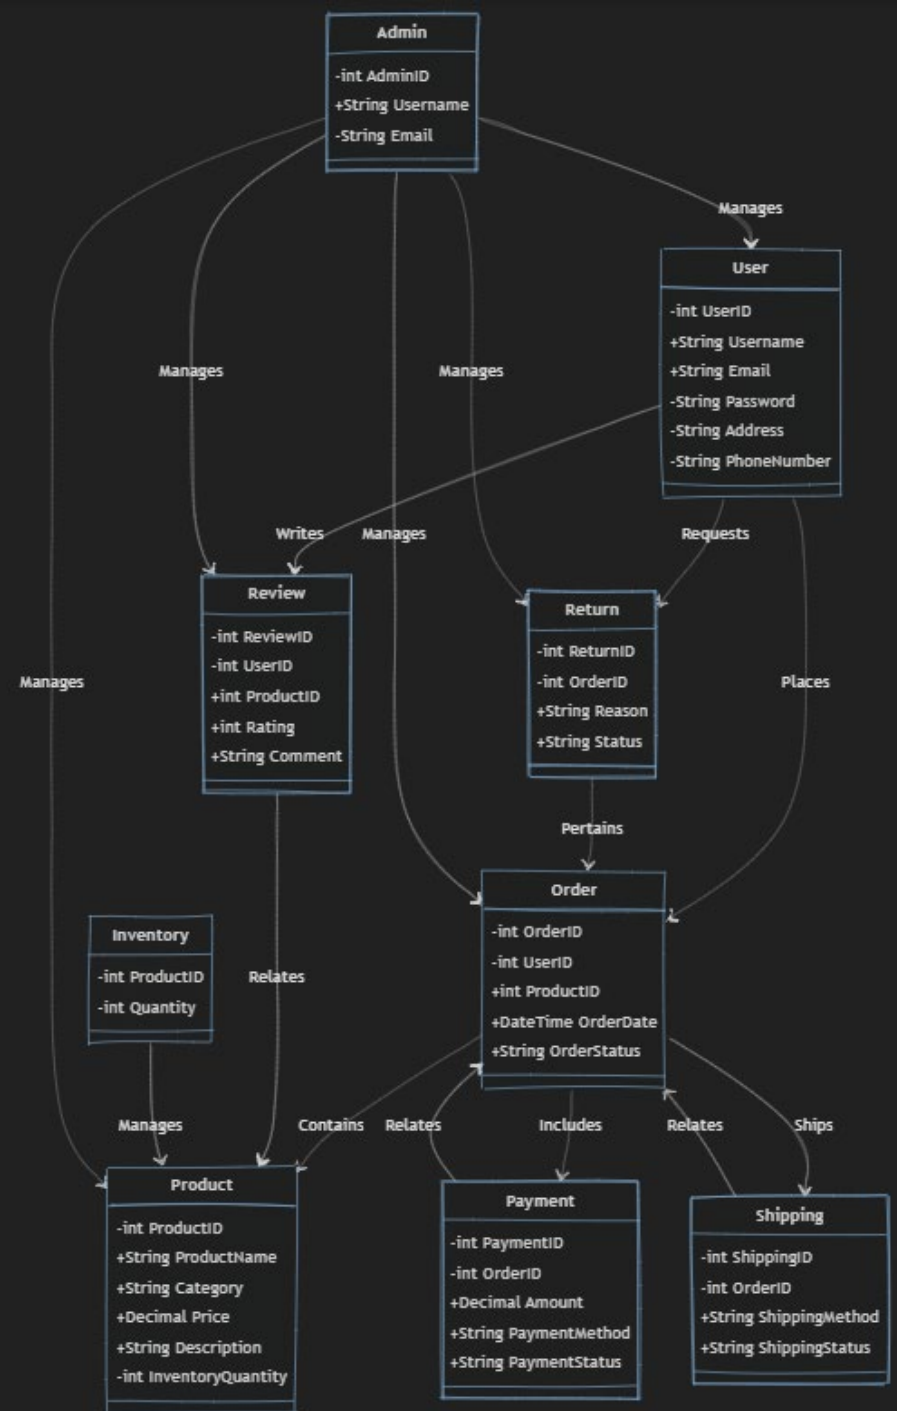 Admin
-int AdminID
+String Username
-String Email
Manages
User
-int UserID
+String Username
+String Email
-String Password
-String Address
-String PhoneNumber
Manages
Manages
Writes
Manages
Requests
Review
-int ReviewID
-int UserID
+int ProductID
+int Rating
+String Comment
Return
-int ReturnID
-int OrderID
+String Reason
+String Status
Manages
Places
Pertains
Order
-int OrderID
-int UserID
+int ProductID
+DateTime OrderDate
+String OrderStatus
Inventory
-int ProductID
-int Quantity
Relates
Manages
Contains
Relates
Includes
Relates
Ships
Product
-int ProductID
+String ProductName
+String Category
+Decimal Price
+String Description
-int InventoryQuantity
Payment
-int PaymentID
-int OrderID
+Decimal Amount
+String PaymentMethod
+String PaymentStatus
Shipping
-int ShippingID
-int OrderID
+String ShippingMethod
+String ShippingStatus